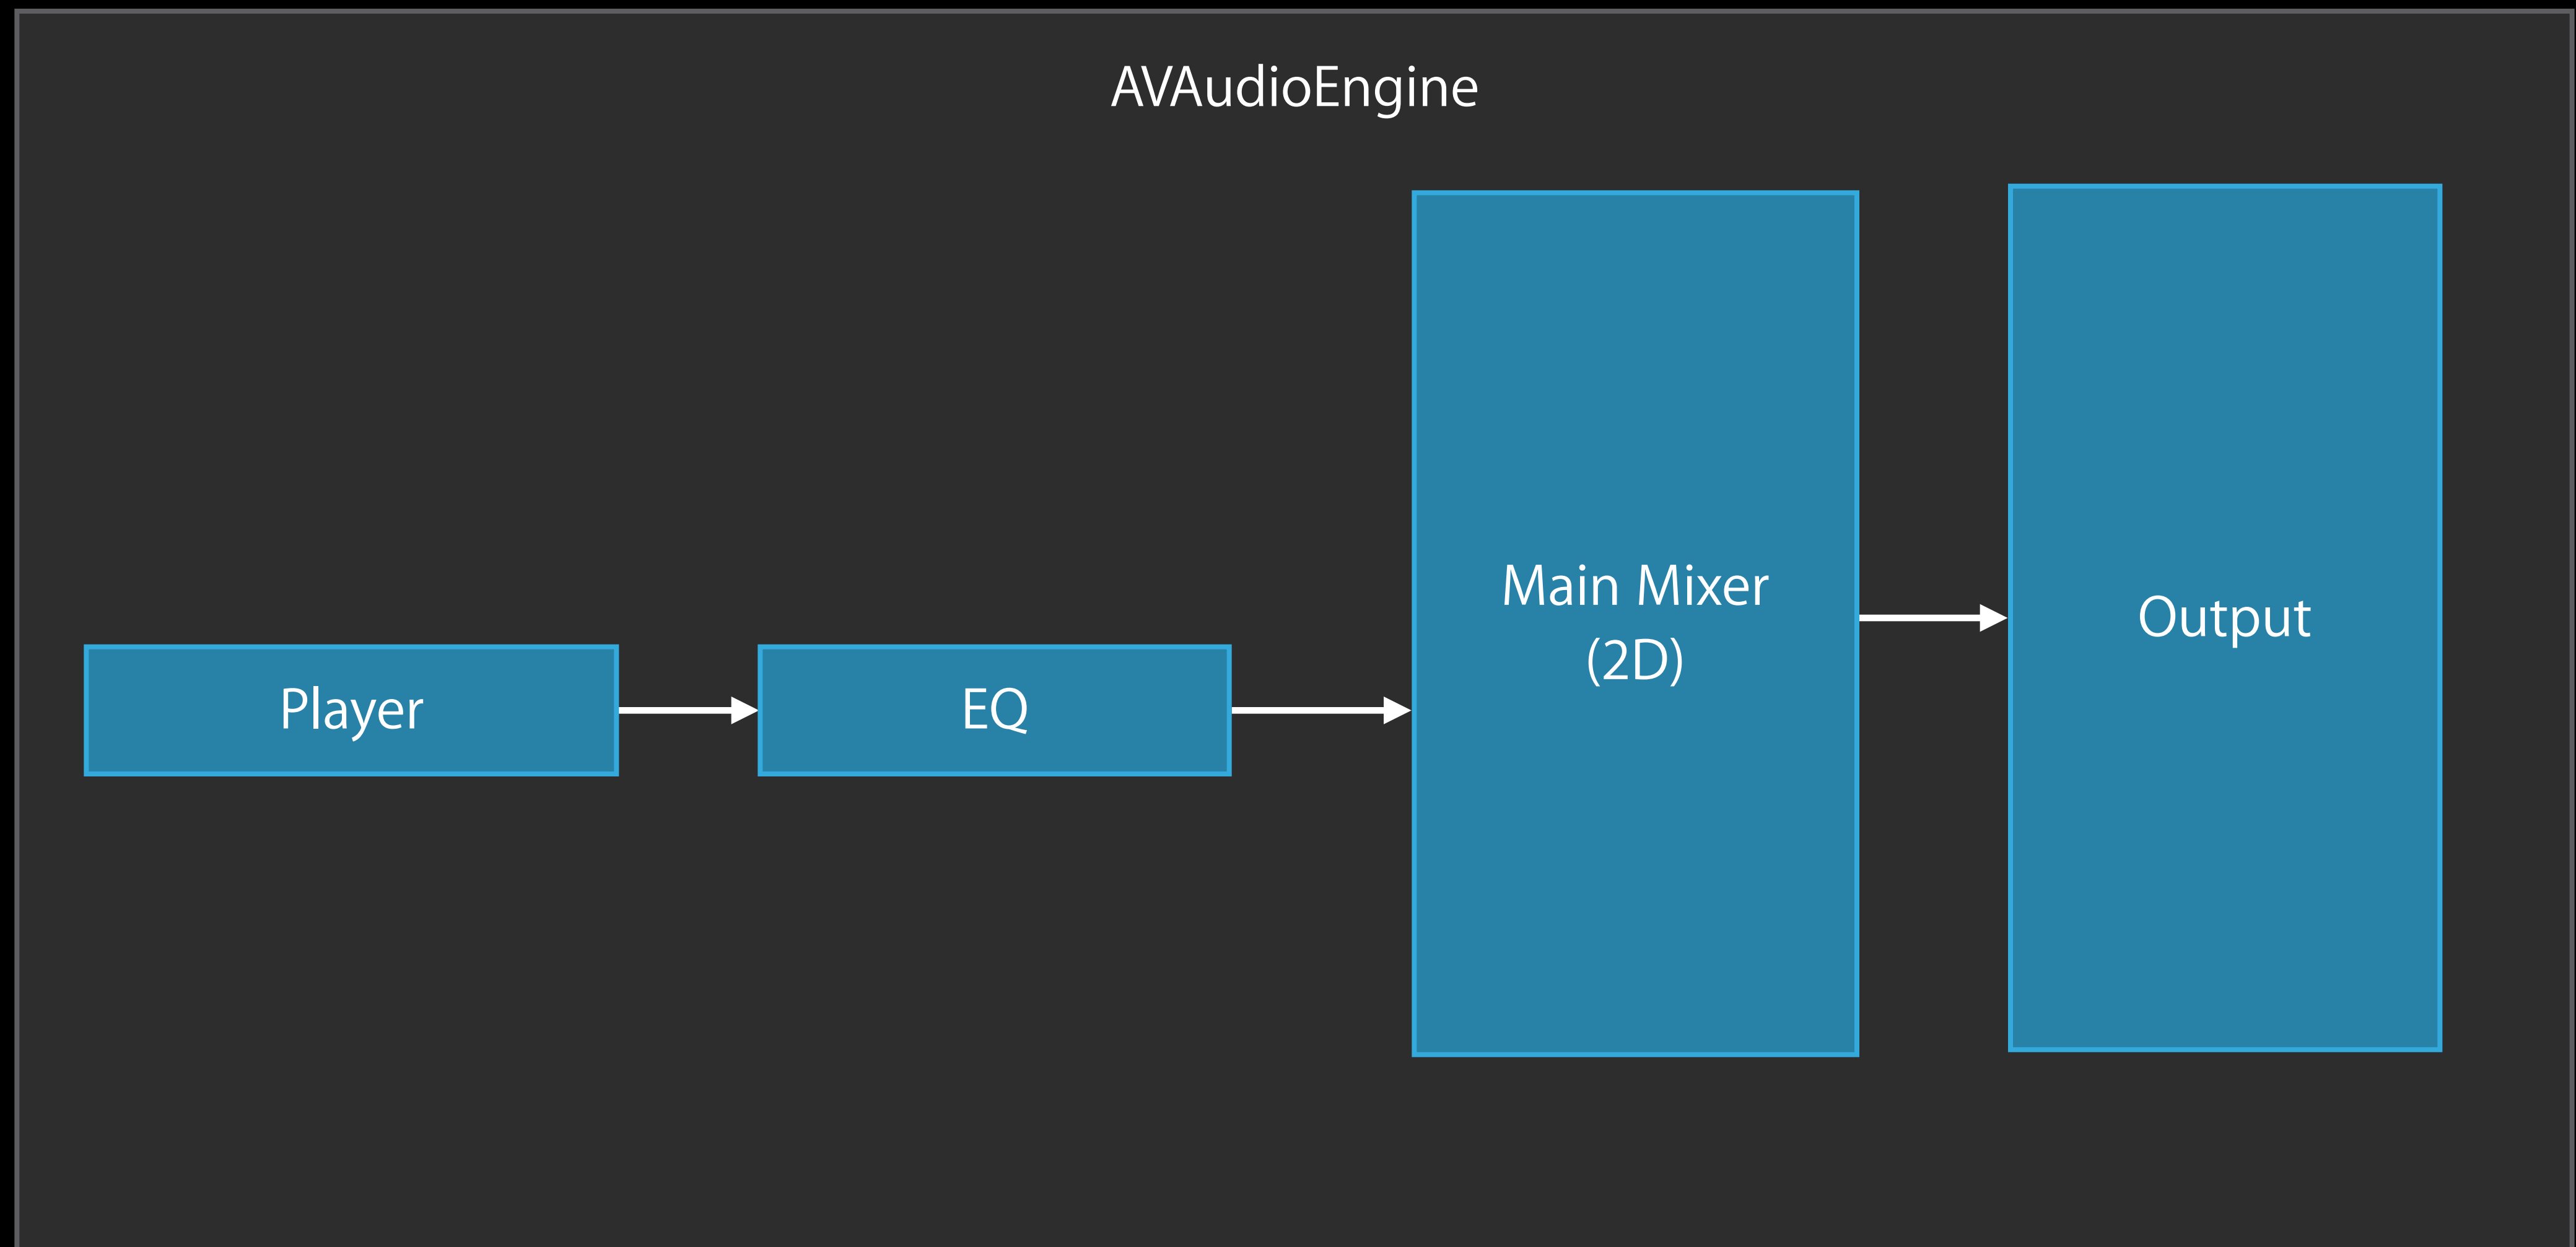 AVAudioEngine
Player
EQ
Main Mixer
(2D)
Output